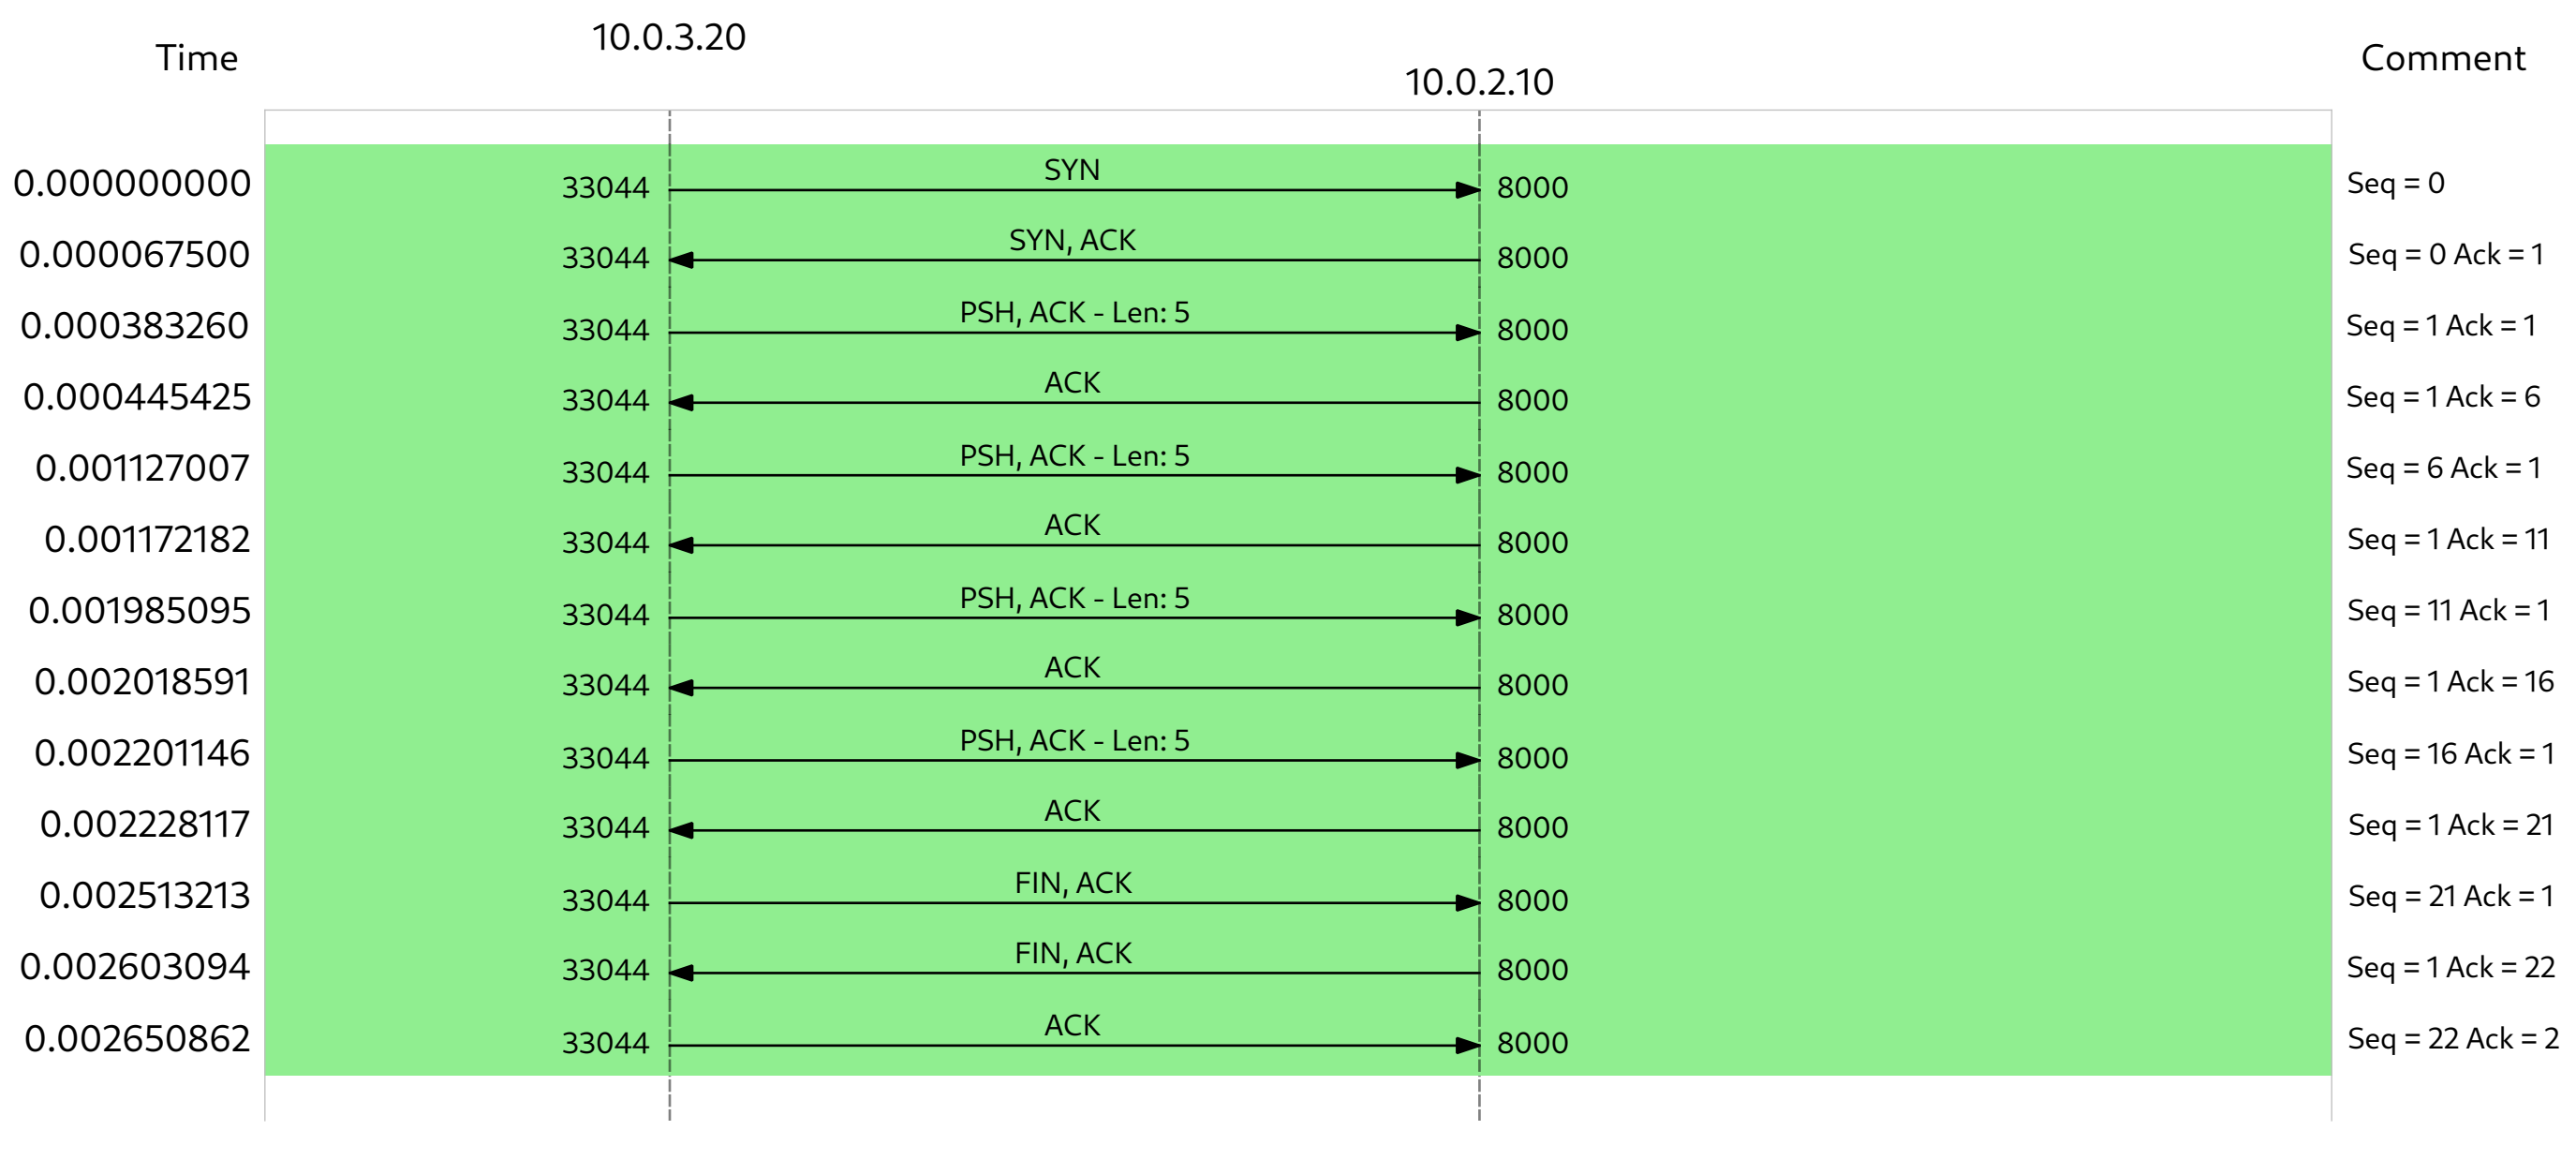 Time 10.0.3.20 10.0.2.10 Comment
0.000000000 33044 SYN 8000 Seq = 0
0.000067500 33044 SYN, ACK 8000 Seq = 0 Ack = 1
0.000383260 33044 PSH, ACK - Len: 5 8000 Seq = 1 Ack = 1
0.000445425 33044 ACK 8000 Seq = 1 Ack = 6
0.001127007 33044 PSH, ACK - Len: 5 8000 Seq = 6 Ack = 1
0.001172182 33044 ACK 8000 Seq = 1 Ack = 11
0.001985095 33044 PSH, ACK - Len: 5 8000 Seq = 11 Ack = 1
0.002018591 33044 ACK 8000 Seq = 1 Ack = 16
0.002201146 33044 PSH, ACK - Len: 5 8000 Seq = 16 Ack = 1
0.002228117 33044 ACK 8000 Seq = 1 Ack = 21
0.002513213 33044 FIN, ACK 8000 Seq = 21 Ack = 1
0.002603094 33044 FIN, ACK 8000 Seq = 1 Ack = 22
0.002650862 33044 ACK 8000 Seq = 22 Ack = 2